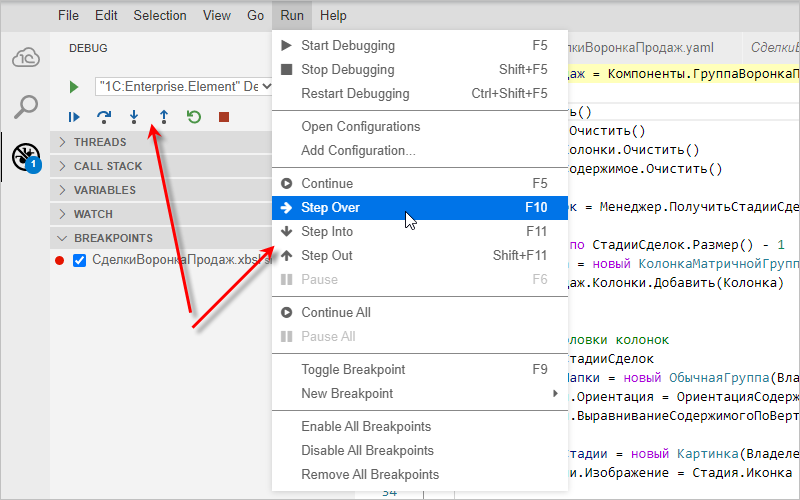 File Edit Selection View Go Run Help
DEBUG
"1C:Enterprise.Element" De
1
THREADS
CALL STACK
VARIABLES
WATCH
BREAKPOINTS
СделкиВоронкаПродаж.xbsl
Start Debugging F5
Stop Debugging Shift+F5
Restart Debugging Ctrl+Shift+F5
Open Configurations
Add Configuration...
Continue F5
Step Over F10
Step Into F11
Step Out Shift+F11
Pause F6
Continue All
Pause All
Toggle Breakpoint F9
New Breakpoint
Enable All Breakpoints
Disable All Breakpoints
Remove All Breakpoints
лкиВоронкаПродаж.yaml СделкиВ
даж = Компоненты.ГруппаВоронкаП
ть()
Очистить()
олонки.Очистить()
одержимое.Очистить()
ок = Менеджер.ПолучитьСтадииСде
по СтадииСделок.Размер() - 1
а = новый КолонкаМатричнойГрупп
даж.Колонки.Добавить(Колонка)
оловки колонок
СтадииСделок
Шапки = новый ОбычнаяГруппа(Вла
.Ориентация = ОриентацияСодерж
.ВыравниваниеСодержимогоПоВерт
Стадии = новый Картинка(Владеле
и.Изображение = Стадия.Иконка
34